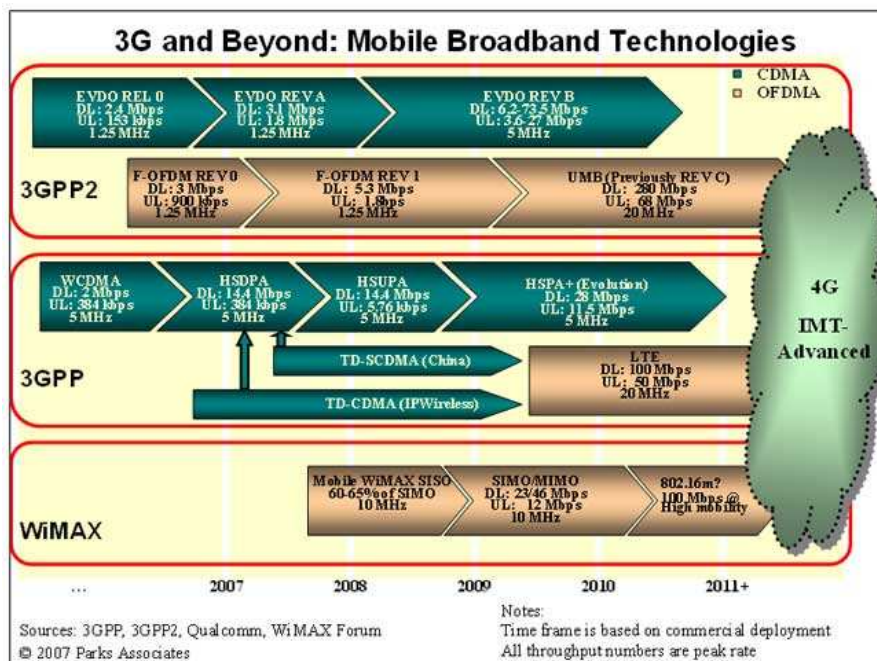 3G and Beyond: Mobile Broadband Technologies
CDMA
OFDMA
EVDO REL 0
DL: 2.4 Mbps
UL: 153 kbps
1.25 MHz
EVDO REV A
DL: 3.1 Mbps
UL: 1.8 Mbps
1.25 MHz
EVDO REV B
DL: 6.2-73.5 Mbps
UL: 3.6-27 Mbps
5 MHz
3GPP2
F-OFDM REV 0
DL: 3 Mbps
UL: 900 kbps
1.25 MHz
F-OFDM REV 1
DL: 5.3 Mbps
UL: 1.8bps
1.25 MHz
UMB (Previously REV C)
DL: 280 Mbps
UL: 68 Mbps
20 MHz
WCDMA
DL: 2 Mbps
UL: 384 kbps
5 MHz
HSDPA
DL: 14.4 Mbps
UL: 384 kbps
5 MHz
HSUPA
DL: 14.4 Mbps
UL: 5.76 kbps
5 MHz
HSPA+ (Evolution)
DL: 28 Mbps
UL: 11.5 Mbps
5 MHz
4G
IMT-
Advanced
3GPP
TD-SCDMA (China)
TD-CDMA (IPWireless)
LTE
DL: 100 Mbps
UL: 50 Mbps
20 MHz
WiMAX
Mobile WiMAX SISO
60-65% of SIMO
10 MHz
SIMO/MIMO
DL: 23/46 Mbps
UL: 12 Mbps
10 MHz
802.16m?
100 Mbps @
High mobility
... 2007 2008 2009 2010 2011+
Sources: 3GPP, 3GPP2, Qualcomm, WiMAX Forum
© 2007 Parks Associates
Notes:
Time frame is based on commercial deployment
All throughput numbers are peak rate